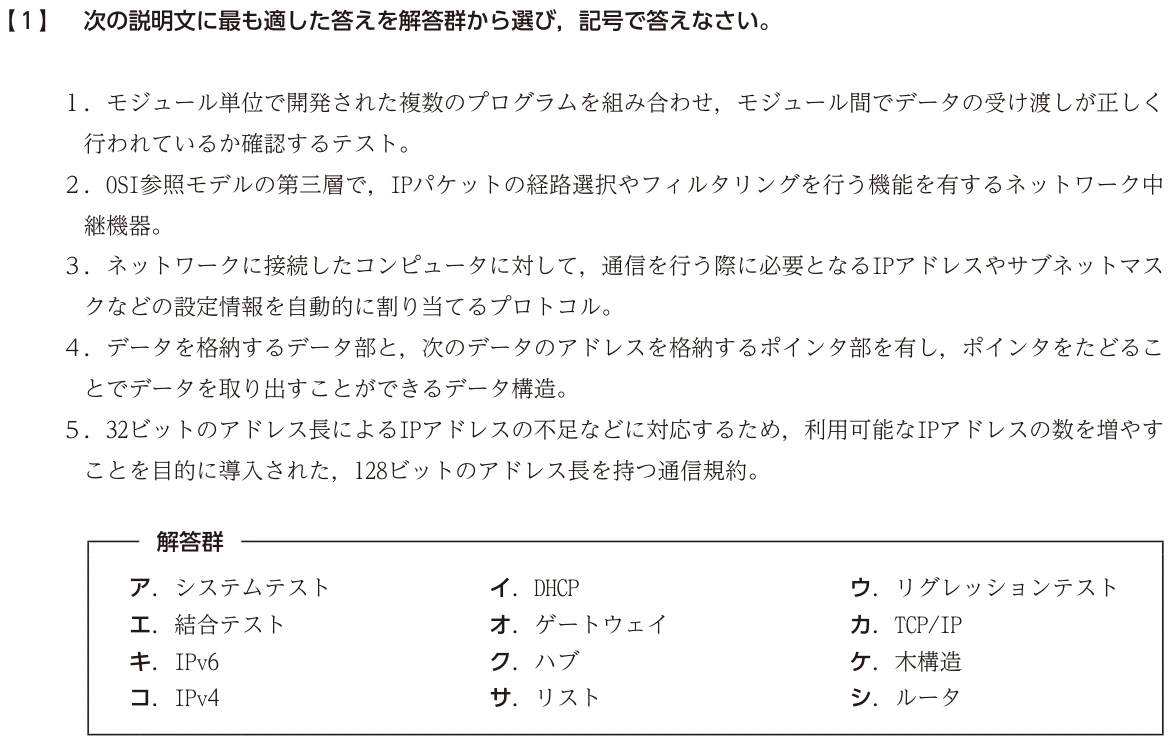 【1】　次の説明文に最も適した答えを解答群から選び，記号で答えなさい。
1．モジュール単位で開発された複数のプログラムを組み合わせ，モジュール間でデータの受け渡しが正しく
行われているか確認するテスト。
2．OSI参照モデルの第三層で，IPパケットの経路選択やフィルタリングを行う機能を有するネットワーク中
継機器。
3．ネットワークに接続したコンピュータに対して，通信を行う際に必要となるIPアドレスやサブネットマス
クなどの設定情報を自動的に割り当てるプロトコル。
4．データを格納するデータ部と，次のデータのアドレスを格納するポインタ部を有し，ポインタをたどるこ
とでデータを取り出すことができるデータ構造。
5．32ビットのアドレス長によるIPアドレスの不足などに対応するため，利用可能なIPアドレスの数を増やす
ことを目的に導入された，128ビットのアドレス長を持つ通信規約。
解答群
ア．システムテスト　イ．DHCP　ウ．リグレッションテスト
エ．結合テスト　オ．ゲートウェイ　カ．TCP/IP
キ．IPv6　ク．ハブ　ケ．木構造
コ．IPv4　サ．リスト　シ．ルータ